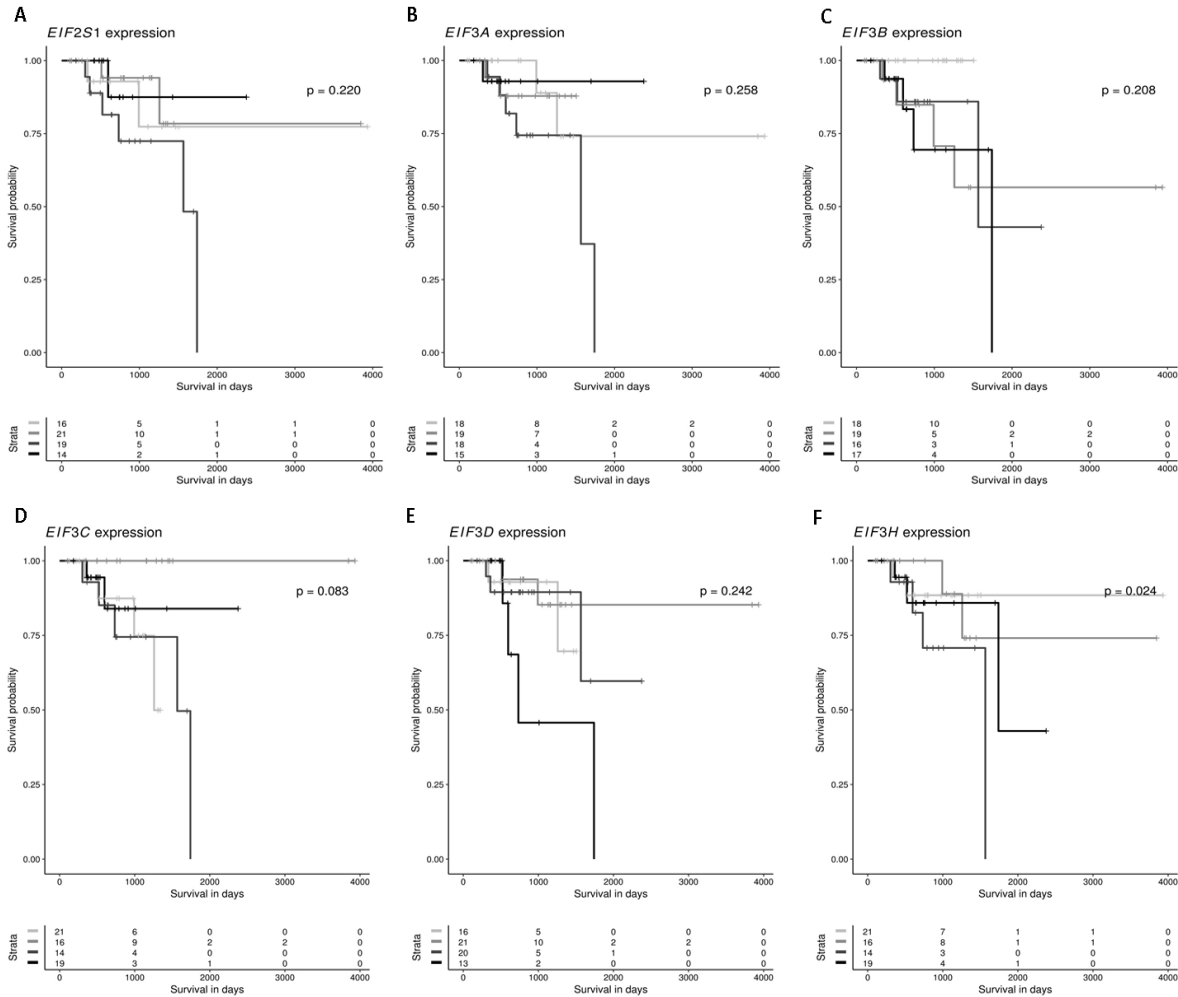 A
EIF2S1 expression
1.00
0.75
0.50
0.25
0.00
Survival probability
p = 0.220
0 1000 2000 3000 4000
Survival in days
Strata
16 5 1 1 0
21 10 1 1 0
19 5 0 0 0
14 2 1 0 0
0 1000 2000 3000 4000
Survival in days
B
EIF3A expression
1.00
0.75
0.50
0.25
0.00
Survival probability
p = 0.258
0 1000 2000 3000 4000
Survival in days
Strata
18 8 2 2 0
19 7 0 0 0
18 4 0 0 0
15 3 1 0 0
0 1000 2000 3000 4000
Survival in days
C
EIF3B expression
1.00
0.75
0.50
0.25
0.00
Survival probability
p = 0.208
0 1000 2000 3000 4000
Survival in days
Strata
18 10 0 0 0
19 5 2 2 0
16 3 1 0 0
17 4 0 0 0
0 1000 2000 3000 4000
Survival in days
D
EIF3C expression
1.00
0.75
0.50
0.25
0.00
Survival probability
p = 0.083
0 1000 2000 3000 4000
Survival in days
Strata
21 6 0 0 0
16 9 2 2 0
14 4 0 0 0
19 3 1 0 0
0 1000 2000 3000 4000
Survival in days
E
EIF3D expression
1.00
0.75
0.50
0.25
0.00
Survival probability
p = 0.242
0 1000 2000 3000 4000
Survival in days
Strata
16 5 0 0 0
21 10 2 2 0
20 5 1 0 0
13 2 0 0 0
0 1000 2000 3000 4000
Survival in days
F
EIF3H expression
1.00
0.75
0.50
0.25
0.00
Survival probability
p = 0.024
0 1000 2000 3000 4000
Survival in days
Strata
21 7 1 1 0
16 8 1 1 0
14 3 0 0 0
19 4 1 0 0
0 1000 2000 3000 4000
Survival in days